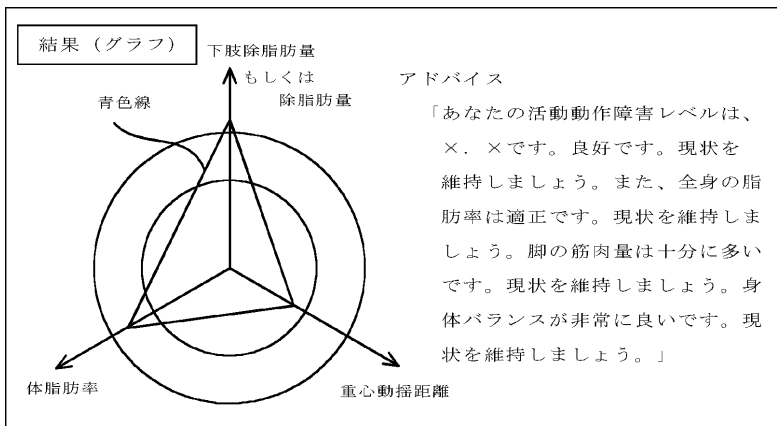 結果（グラフ）
下肢除脂肪量
もしくは
除脂肪量
青色線
体脂肪率
重心動揺距離
アドバイス
「あなたの活動動作障害レベルは、
×．×です。良好です。現状を
維持しましょう。また、全身の脂
肪率は適正です。現状を維持しま
しょう。脚の筋肉量は十分に多い
です。現状を維持しましょう。身
体バランスが非常に良いです。現
状を維持しましょう。」